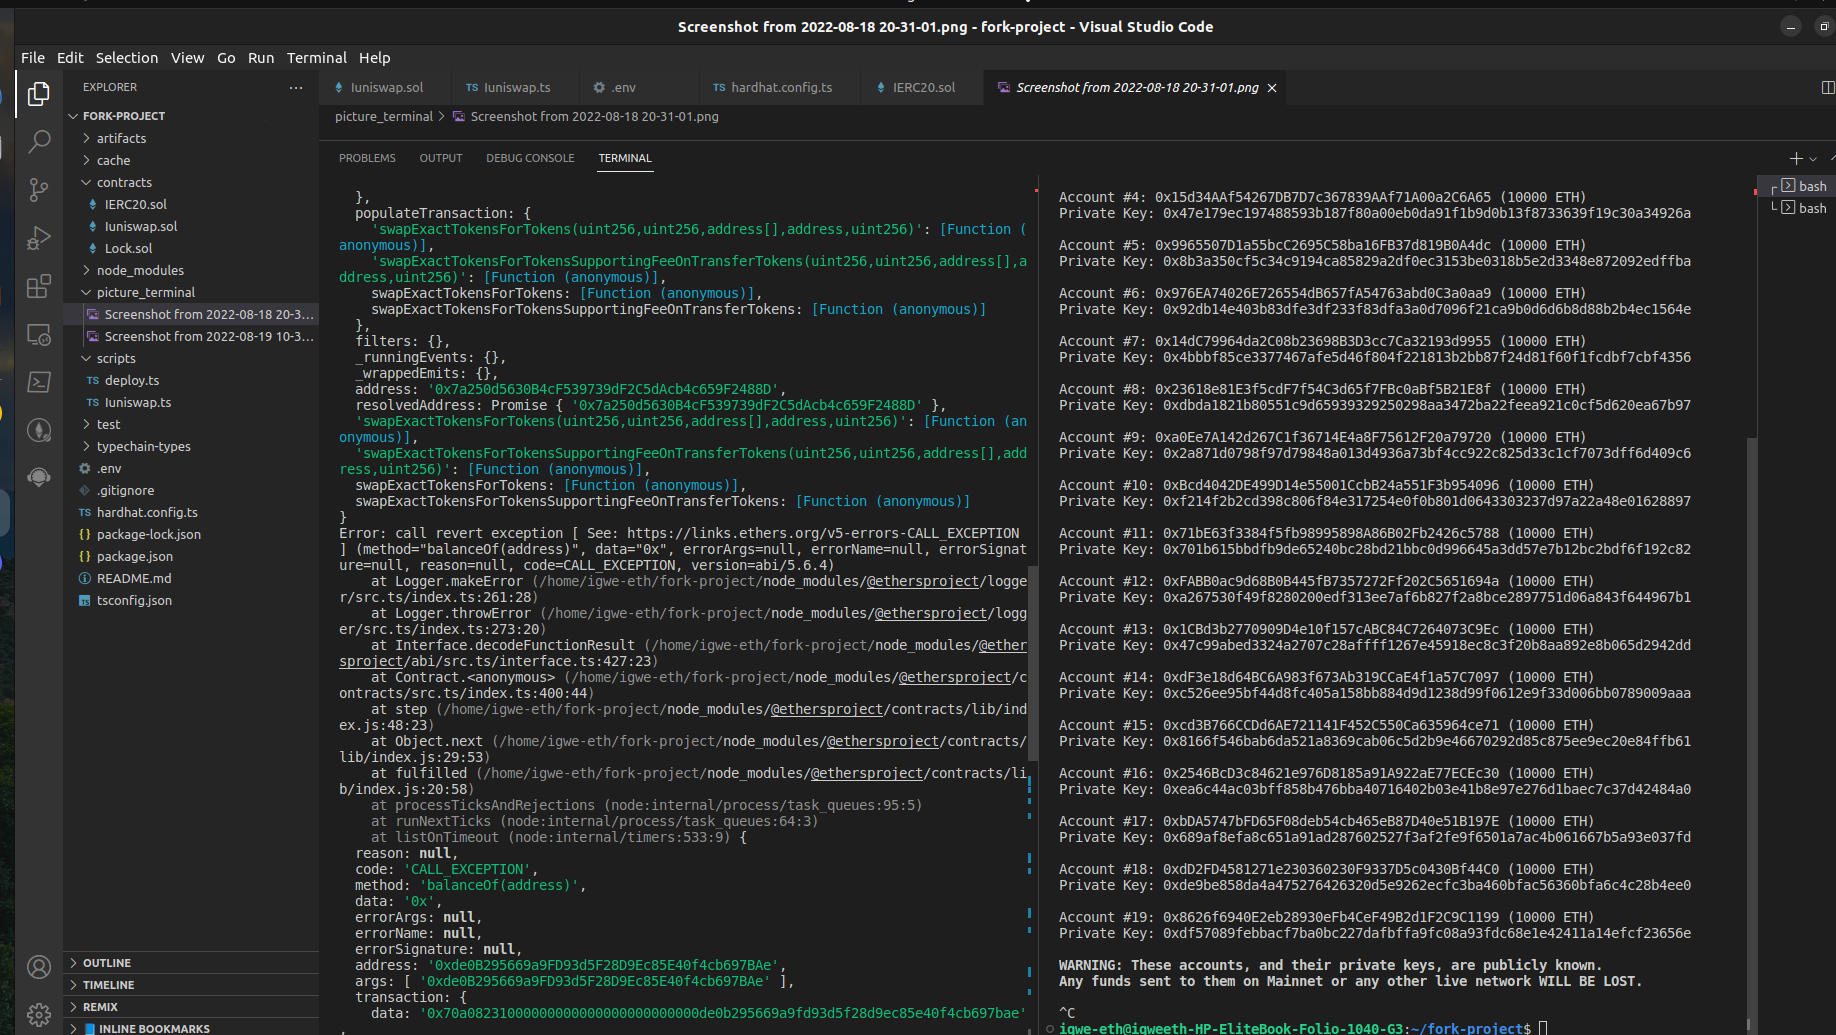 Screenshot from 2022-08-18 20-31-01.png - fork-project - Visual Studio Code
File Edit Selection View Go Run Terminal Help
EXPLORER
FORK-PROJECT
artifacts
cache
contracts
IERC20.sol
Iuniswap.sol
Lock.sol
node_modules
picture_terminal
Screenshot from 2022-08-18 20-3...
Screenshot from 2022-08-19 10-3...
scripts
deploy.ts
Iuniswap.ts
test
typechain-types
.env
.gitignore
hardhat.config.ts
package-lock.json
package.json
README.md
tsconfig.json
OUTLINE
TIMELINE
REMIX
INLINE BOOKMARKS
Iuniswap.sol
TS Iuniswap.ts
.env
TS hardhat.config.ts
IERC20.sol
Screenshot from 2022-08-18 20-31-01.png
picture_terminal > Screenshot from 2022-08-18 20-31-01.png
PROBLEMS OUTPUT DEBUG CONSOLE TERMINAL
},
populateTransaction: {
'swapExactTokensForTokens(uint256,uint256,address[],address,uint256)': [Function (
anonymous)],
'swapExactTokensForTokensSupportingFeeOnTransferTokens(uint256,uint256,address[],a
ddress,uint256)': [Function (anonymous)],
swapExactTokensForTokens: [Function (anonymous)],
swapExactTokensForTokensSupportingFeeOnTransferTokens: [Function (anonymous)]
},
filters: {},
_runningEvents: {},
_wrappedEmits: {},
address: '0x7a250d5630B4cF539739dF2C5dAcb4c659F2488D',
resolvedAddress: Promise { '0x7a250d5630B4cF539739dF2C5dAcb4c659F2488D' },
'swapExactTokensForTokens(uint256,uint256,address[],address,uint256)': [Function (an
onymous)],
'swapExactTokensForTokensSupportingFeeOnTransferTokens(uint256,uint256,address[],add
ress,uint256)': [Function (anonymous)],
swapExactTokensForTokens: [Function (anonymous)],
swapExactTokensForTokensSupportingFeeOnTransferTokens: [Function (anonymous)]
}
Error: call revert exception [ See: https://links.ethers.org/v5-errors-CALL_EXCEPTION
] (method="balanceOf(address)", data="0x", errorArgs=null, errorName=null, errorSignat
ure=null, reason=null, code=CALL_EXCEPTION, version=abi/5.6.4)
at Logger.makeError (/home/igwe-eth/fork-project/node_modules/@ethersproject/logge
r/src.ts/index.ts:261:28)
at Logger.throwError (/home/igwe-eth/fork-project/node_modules/@ethersproject/logg
er/src.ts/index.ts:273:20)
at Interface.decodeFunctionResult (/home/igwe-eth/fork-project/node_modules/@ether
sproject/abi/src.ts/interface.ts:427:23)
at Contract.<anonymous> (/home/igwe-eth/fork-project/node_modules/@ethersproject/c
ontracts/src.ts/index.ts:400:44)
at step (/home/igwe-eth/fork-project/node_modules/@ethersproject/contracts/lib/ind
ex.js:48:23)
at Object.next (/home/igwe-eth/fork-project/node_modules/@ethersproject/contracts/
lib/index.js:29:53)
at fulfilled (/home/igwe-eth/fork-project/node_modules/@ethersproject/contracts/li
b/index.js:20:58)
at processTicksAndRejections (node:internal/process/task_queues:95:5)
at runNextTicks (node:internal/process/task_queues:64:3)
at listOnTimeout (node:internal/timers:533:9) {
reason: null,
code: 'CALL_EXCEPTION',
method: 'balanceOf(address)',
data: '0x',
errorArgs: null,
errorName: null,
errorSignature: null,
address: '0xde0B295669a9FD93d5F28D9Ec85E40f4cb697BAe',
args: [ '0xde0B295669a9FD93d5F28D9Ec85E40f4cb697BAe' ],
transaction: {
data: '0x70a08231000000000000000000000000de0b295669a9fd93d5f28d9ec85e40f4cb697bae'
Account #4: 0x15d34AAf54267DB7D7c367839AAf71A00a2C6A65 (10000 ETH)
Private Key: 0x47e179ec197488593b187f80a00eb0da91f1b9d0b13f8733639f19c30a34926a
Account #5: 0x9965507D1a55bcC2695C58ba16FB37d819B0A4dc (10000 ETH)
Private Key: 0x8b3a350cf5c34c9194ca85829a2df0ec3153be0318b5e2d3348e872092edffba
Account #6: 0x976EA74026E726554dB657fA54763abd0C3a0aa9 (10000 ETH)
Private Key: 0x92db14e403b83dfe3df233f83dfa3a0d7096f21ca9b0d6d6b8d88b2b4ec1564e
Account #7: 0x14dC79964da2C08b23698B3D3cc7Ca32193d9955 (10000 ETH)
Private Key: 0x4bbbf85ce3377467afe5d46f804f221813b2bb87f24d81f60f1fcdbf7cbf4356
Account #8: 0x23618e81E3f5cdF7f54C3d65f7FBc0aBf5B21E8f (10000 ETH)
Private Key: 0xdbda1821b80551c9d65939329250298aa3472ba22feea921c0cf5d620ea67b97
Account #9: 0xa0Ee7A142d267C1f36714E4a8F75612F20a79720 (10000 ETH)
Private Key: 0x2a871d0798f97d79848a013d4936a73bf4cc922c825d33c1cf7073dff6d409c6
Account #10: 0xBcd4042DE499D14e55001CcbB24a551F3b954096 (10000 ETH)
Private Key: 0xf214f2b2cd398c806f84e317254e0f0b801d0643303237d97a22a48e01628897
Account #11: 0x71bE63f3384f5fb98995898A86B02Fb2426c5788 (10000 ETH)
Private Key: 0x701b615bbdfb9de65240bc28bd21bbc0d996645a3dd57e7b12bc2bdf6f192c82
Account #12: 0xFABB0ac9d68B0B445fB7357272Ff202C5651694a (10000 ETH)
Private Key: 0xa267530f49f8280200edf313ee7af6b827f2a8bce2897751d06a843f644967b1
Account #13: 0x1CBd3b2770909D4e10f157cABC84C7264073C9Ec (10000 ETH)
Private Key: 0x47c99abed3324a2707c28affff1267e45918ec8c3f20b8aa892e8b065d2942dd
Account #14: 0xdF3e18d64BC6A983f673Ab319CCaE4f1a57C7097 (10000 ETH)
Private Key: 0xc526ee95bf44d8fc405a158bb884d9d1238d99f0612e9f33d006bb0789009aaa
Account #15: 0xcd3B766CCDd6AE721141F452C550Ca635964ce71 (10000 ETH)
Private Key: 0x8166f546bab6da521a8369cab06c5d2b9e46670292d85c875ee9ec20e84ffb61
Account #16: 0x2546BcD3c84621e976D8185a91A922aE77ECEc30 (10000 ETH)
Private Key: 0xea6c44ac03bff858b476bba40716402b03e41b8e97e276d1baec7c37d42484a0
Account #17: 0xbDA5747bFD65F08deb54cb465eB87D40e51B197E (10000 ETH)
Private Key: 0x689af8efa8c651a91ad287602527f3af2fe9f6501a7ac4b061667b5a93e037fd
Account #18: 0xdD2FD4581271e230360230F9337D5c0430Bf44C0 (10000 ETH)
Private Key: 0xde9be858da4a475276426320d5e9262ecfc3ba460bfac56360bfa6c4c28b4ee0
Account #19: 0x8626f6940E2eb28930eFb4CeF49B2d1F2C9C1199 (10000 ETH)
Private Key: 0xdf57089febbacf7ba0bc227dafbffa9fc08a93fdc68e1e42411a14efcf23656e
WARNING: These accounts, and their private keys, are publicly known.
Any funds sent to them on Mainnet or any other live network WILL BE LOST.
^C
igwe-eth@igweeth-HP-EliteBook-Folio-1040-G3:~/fork-project$
bash
bash